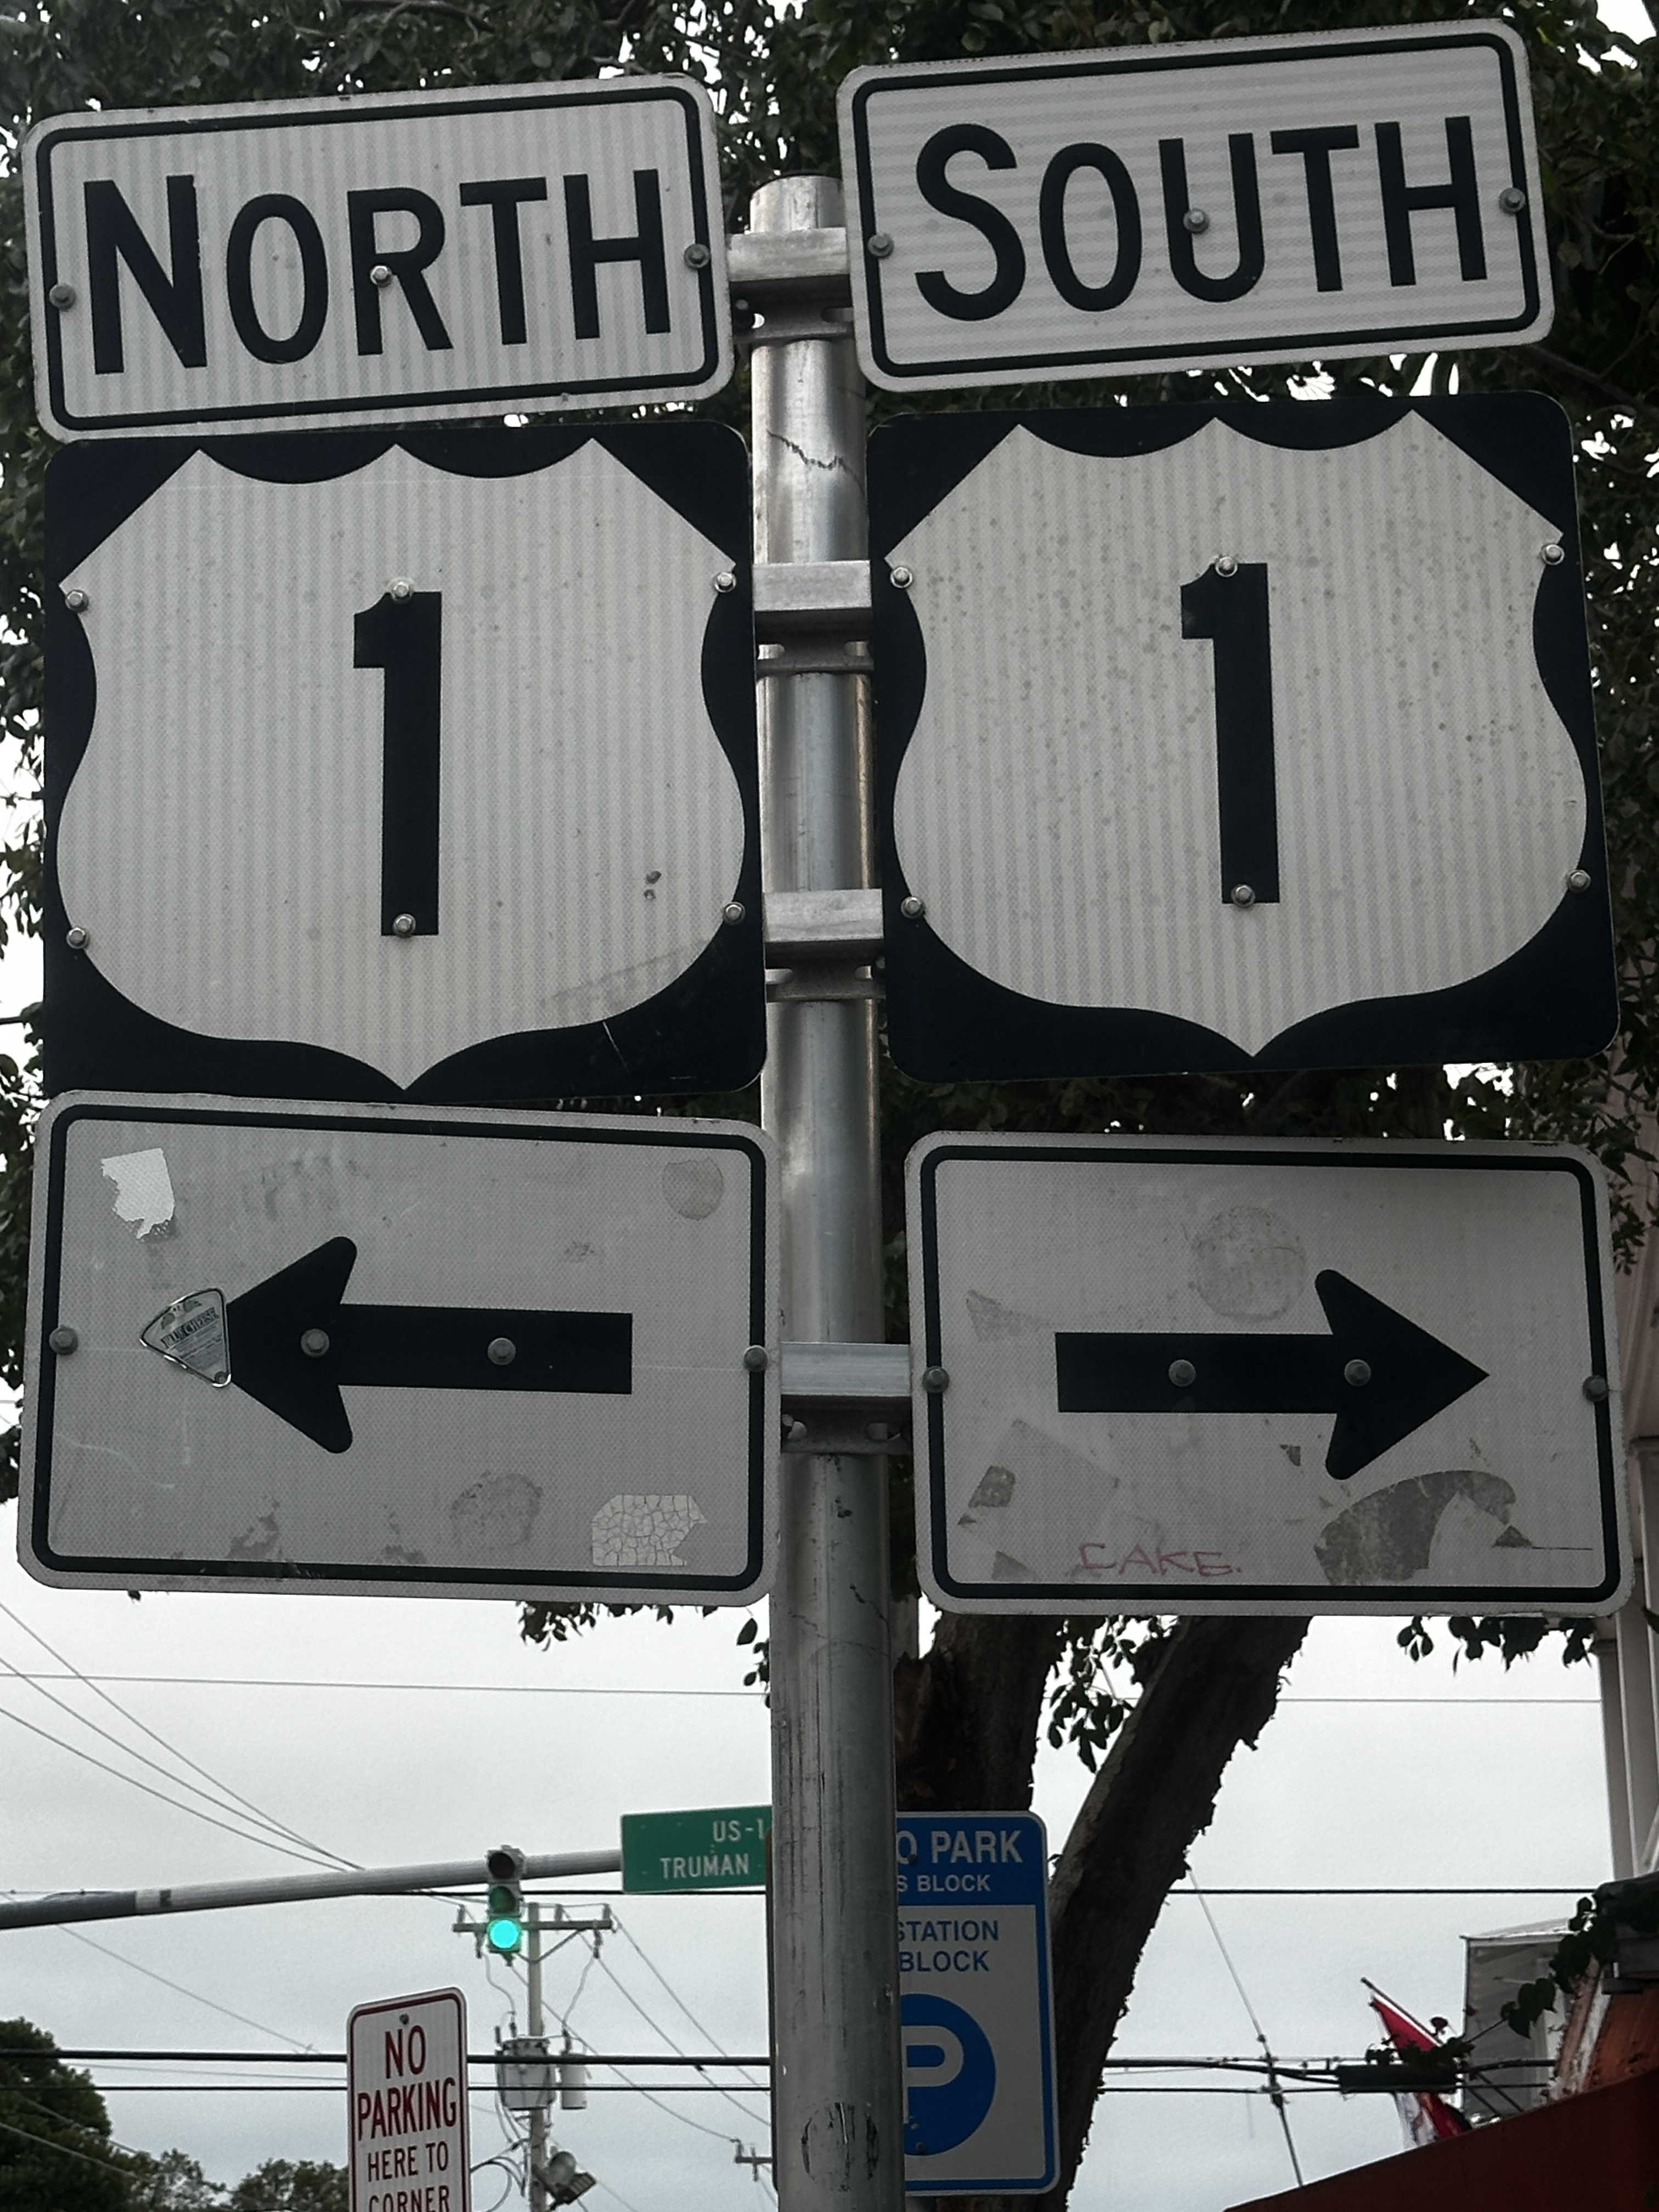 NORTH
SOUTH
1
1
CAKE.
US-1
TRUMAN
PARK
BLOCK
STATION
BLOCK
P
NO
PARKING
HERE TO
CORNER